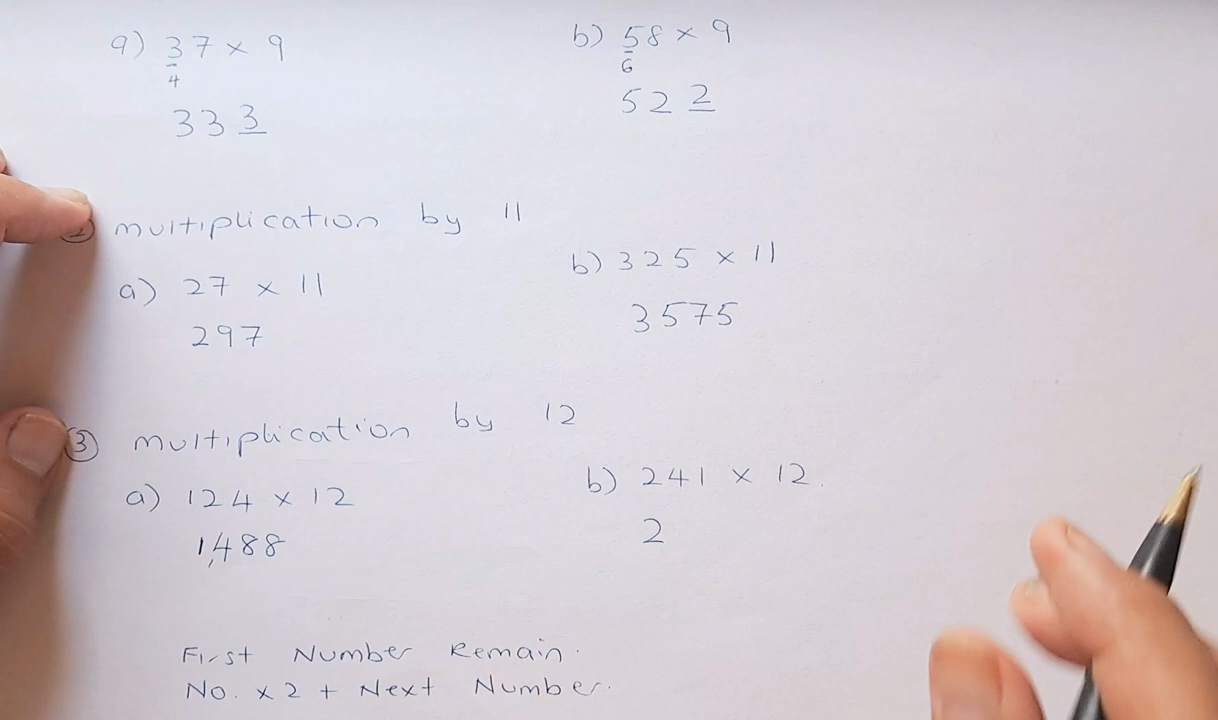 a) 37 x 9
4
333
b) 58 x 9
6
522
② multiplication by 11
a) 27 x 11
297
b) 325 x 11
3575
③ multiplication by 12
a) 124 x 12
1,488
b) 241 x 12.
2
First Number Remain.
No. x 2 + Next Number.